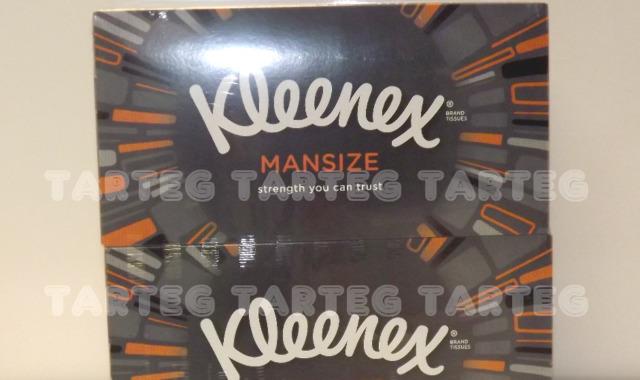 Kleenex®
BRAND
TISSUES
MANSIZE
TARTEG TARTEG TARTEG
strength you can trust
TARTEG TARTEG TARTEG
Kleenex®
BRAND
TISSUES